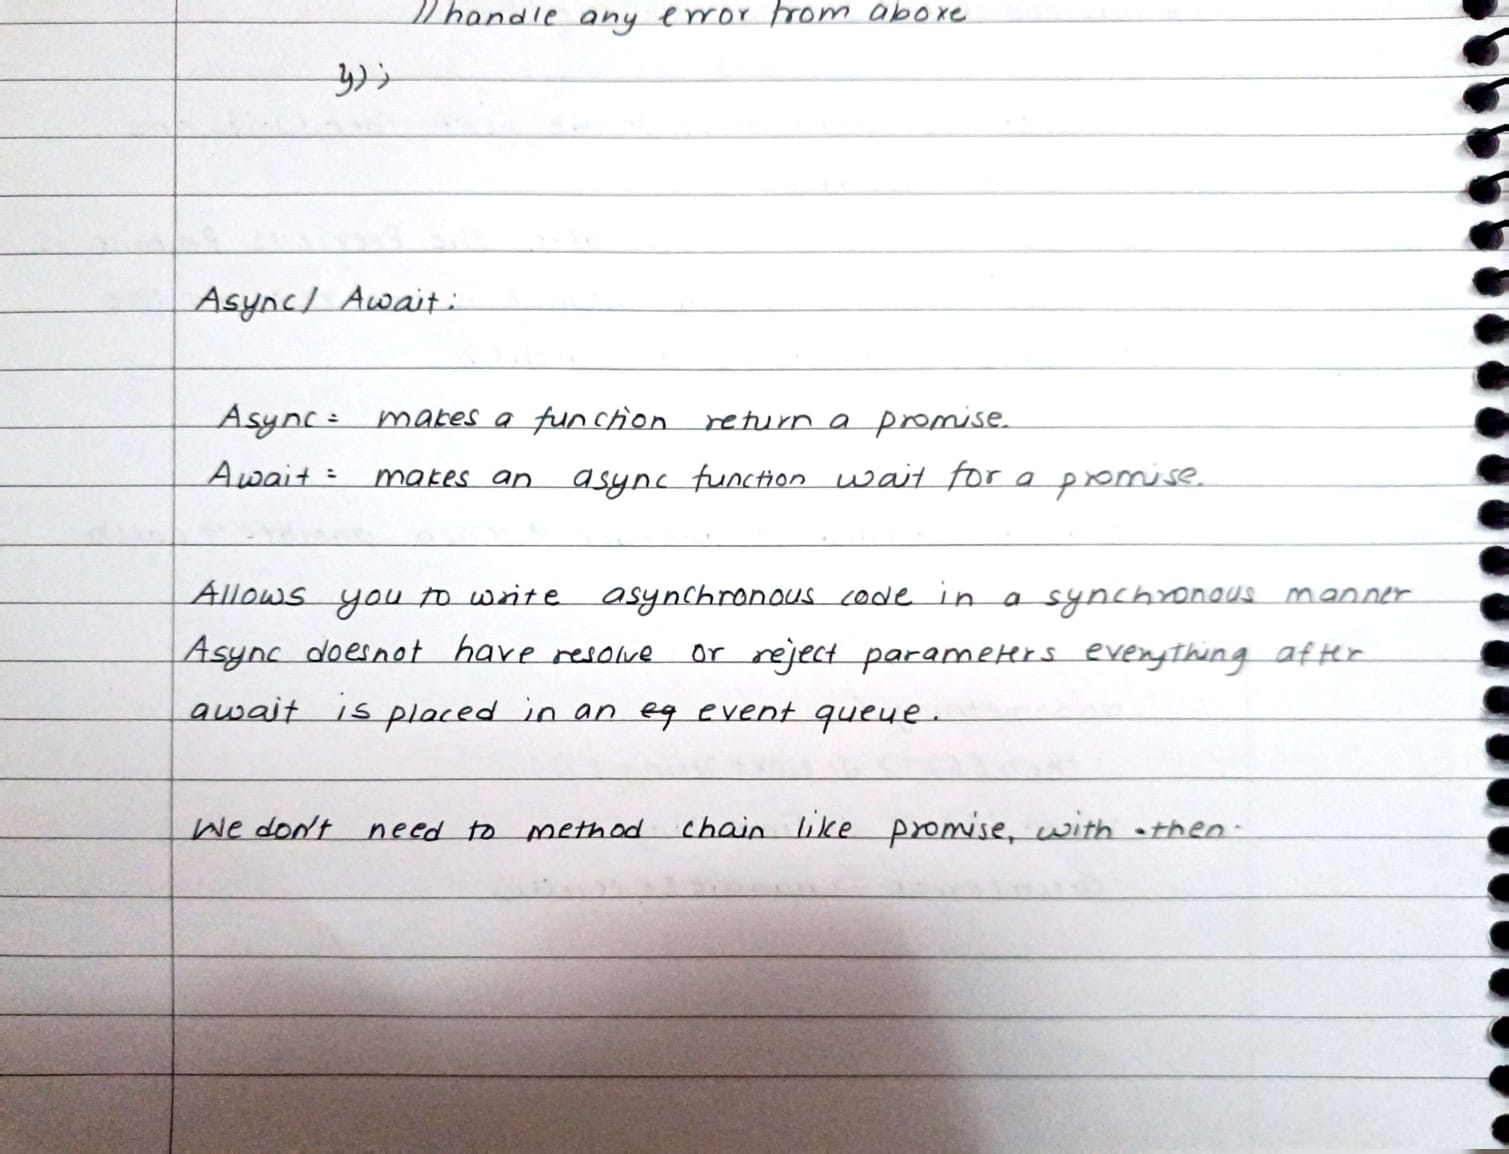 //handle any error from above
});
Async/ Await:
Async = makes a function return a promise.
Await = makes an async function wait for a promise.
Allows you to write asynchronous code in a synchronous manner
Async doesnot have resolve or reject parameters everything after
await is placed in an eq event queue.
We don't need to method chain like promise, with .then.